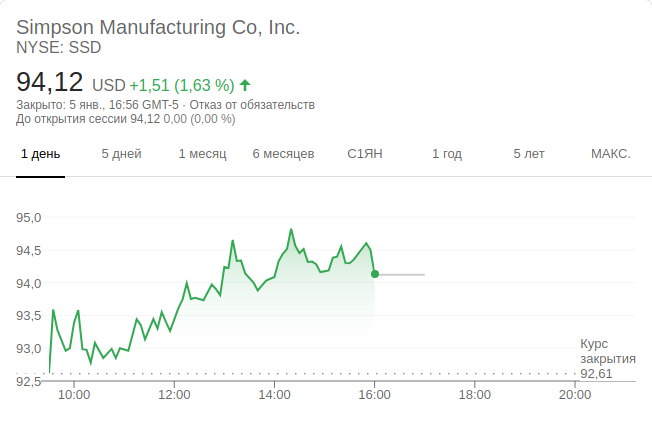 Simpson Manufacturing Co, Inc.
NYSE: SSD
94,12 USD +1,51 (1,63 %)
Закрыто: 5 янв., 16:56 GMT-5 · Отказ от обязательств
До открытия сессии 94,12 0,00 (0,00 %)
1 день 5 дней 1 месяц 6 месяцев С1ЯН 1 год 5 лет МАКС.
95,0
94,5
94,0
93,5
93,0
92,5
Курс
закрытия
92,61
10:00 12:00 14:00 16:00 18:00 20:00